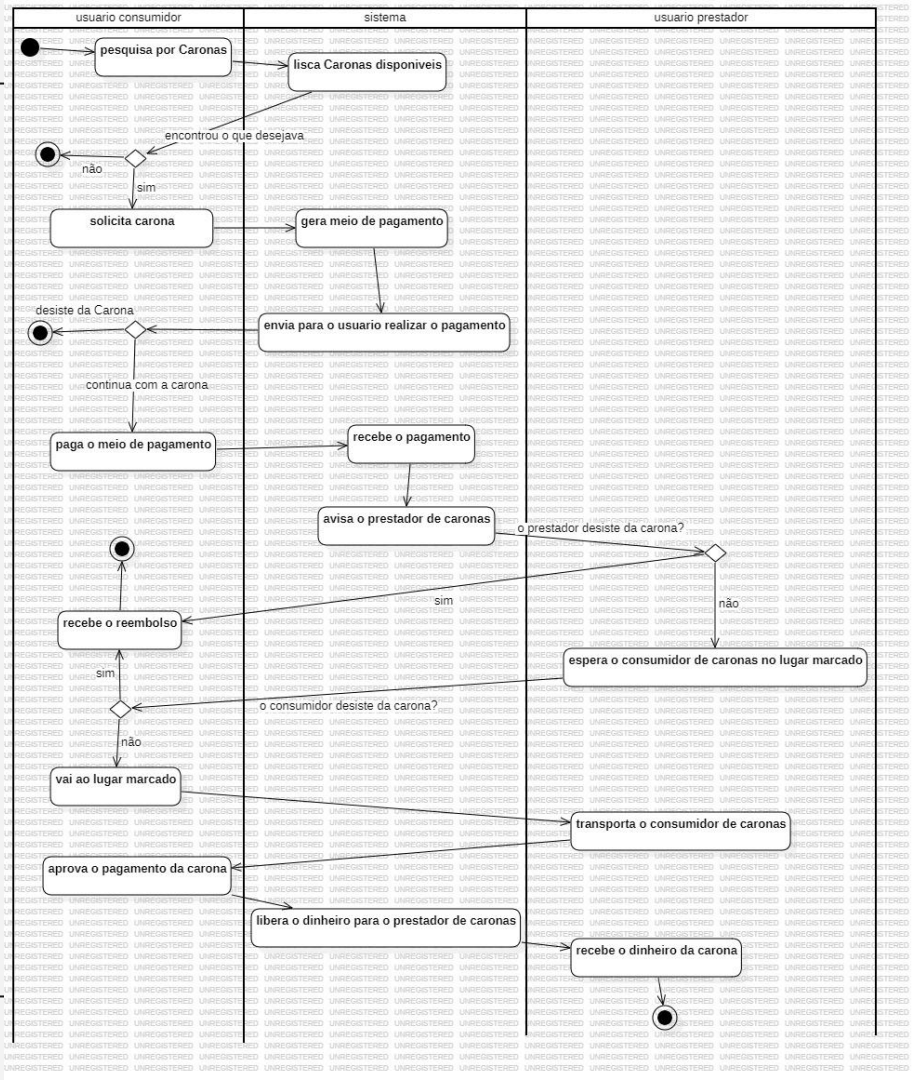 usuario consumidor
sistema
usuario prestador
pesquisa por Caronas
lisca Caronas disponiveis
encontrou o que desejava
não
sim
solicita carona
gera meio de pagamento
desiste da Carona
envia para o usuario realizar o pagamento
continua com a carona
paga o meio de pagamento
recebe o pagamento
avisa o prestador de caronas
o prestador desiste da carona?
sim
não
recebe o reembolso
espera o consumidor de caronas no lugar marcado
sim
o consumidor desiste da carona?
não
vai ao lugar marcado
transporta o consumidor de caronas
aprova o pagamento da carona
libera o dinheiro para o prestador de caronas
recebe o dinheiro da carona
UNREGISTERED